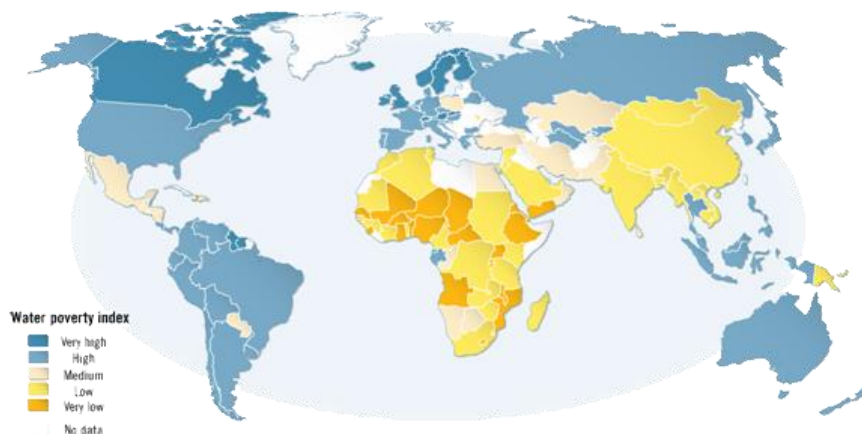 Water poverty index
Very high
High
Medium
Low
Very low
No data